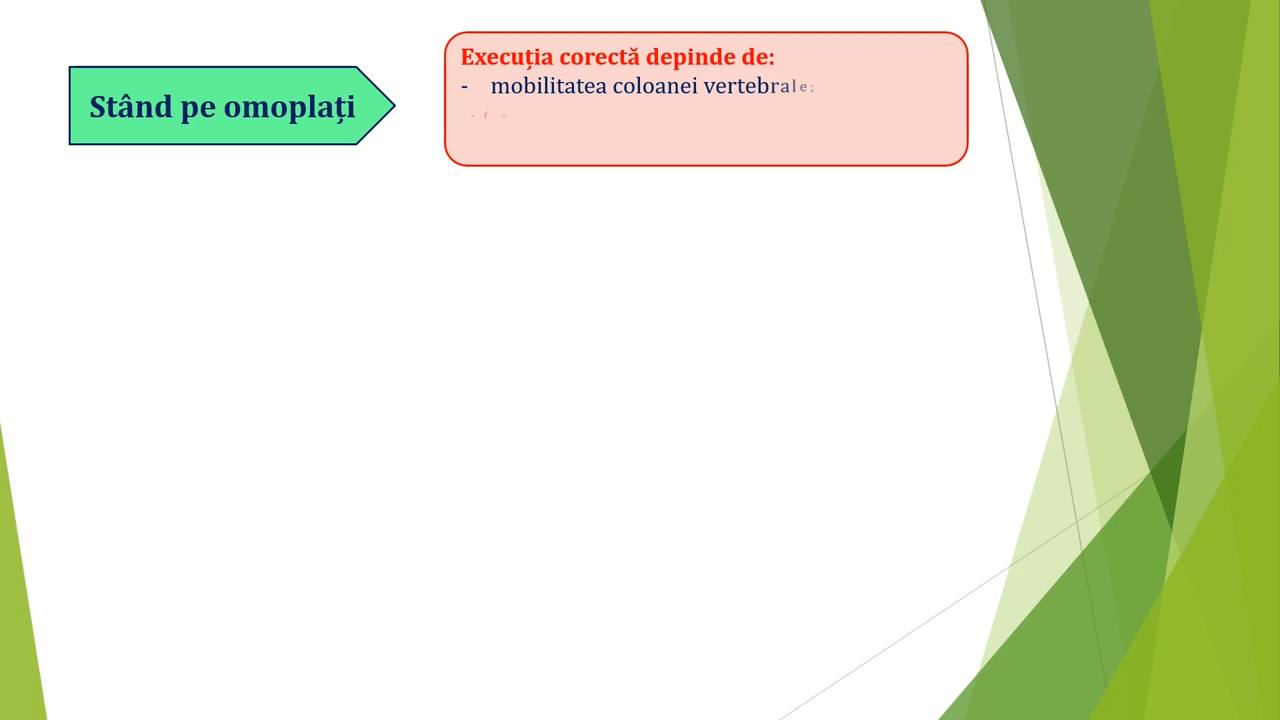 Stând pe omoplați
Execuția corectă depinde de:
- mobilitatea coloanei vertebrale;